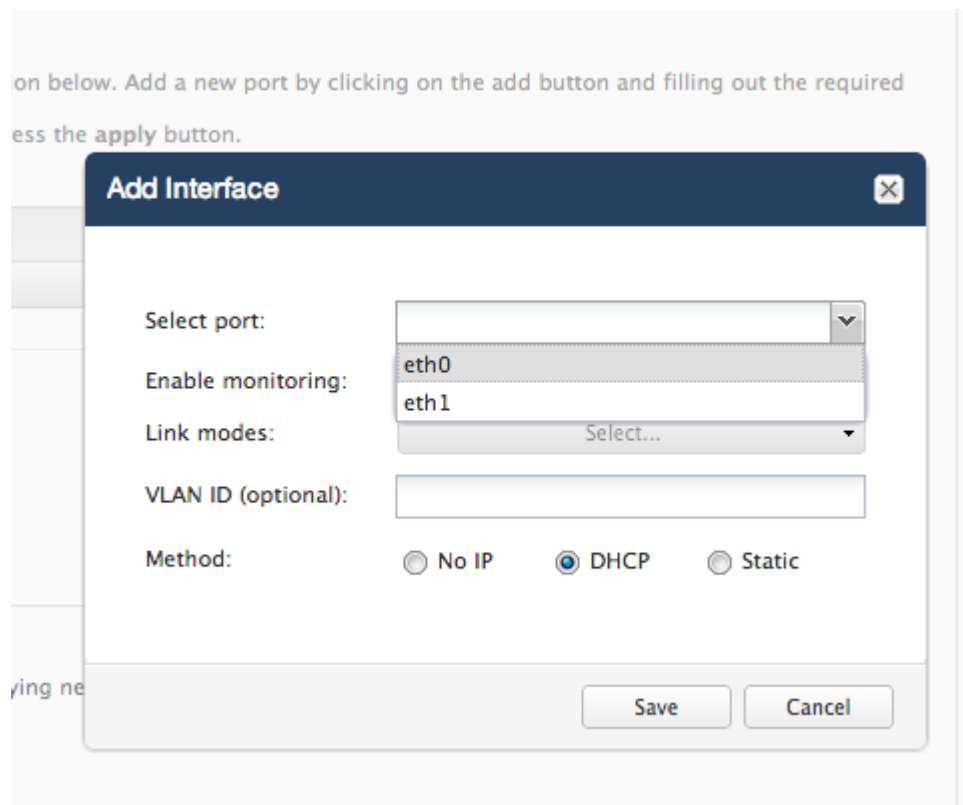 on below. Add a new port by clicking on the add button and filling out the required
ess the apply button.
Add Interface
Select port:
eth0
Enable monitoring:
eth1
Link modes: Select...
VLAN ID (optional):
Method: No IP DHCP Static
ying ne
Save Cancel